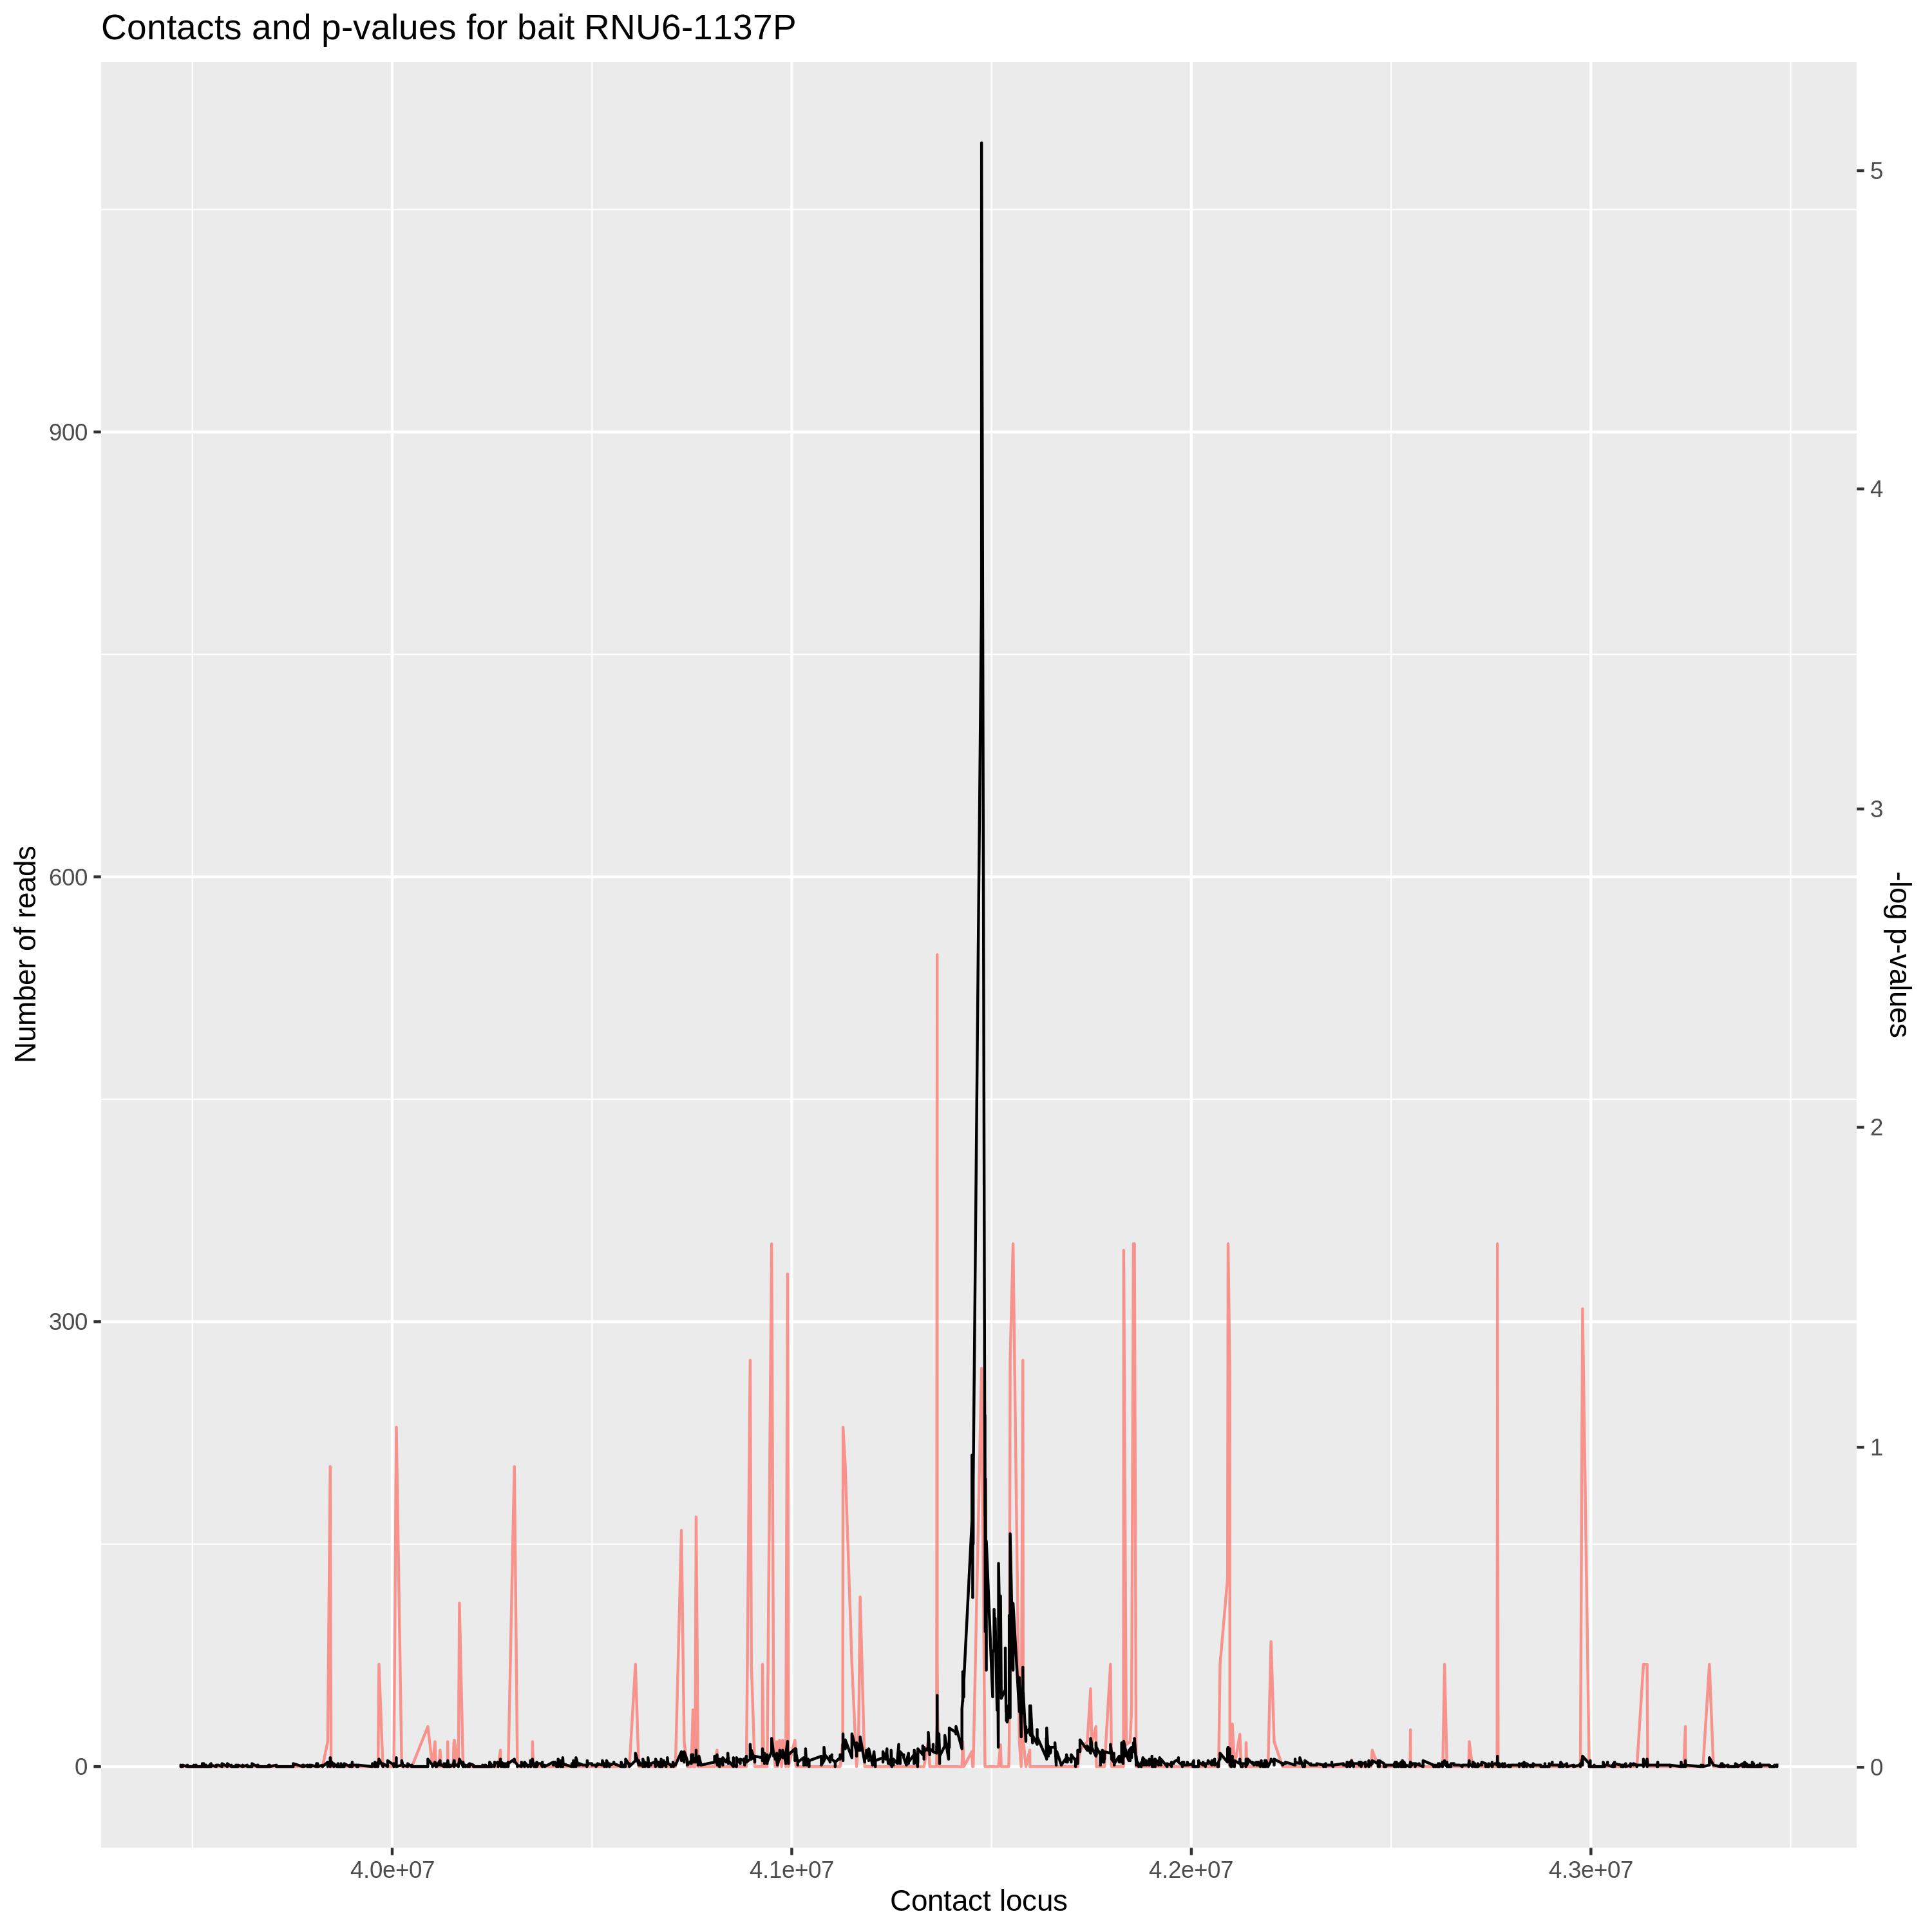 Contacts and p-values for bait RNU6-1137P
Number of reads
900
600
300
0
5
4
3
2
1
0
-log p-values
4.0e+07
4.1e+07
4.2e+07
4.3e+07
Contact locus